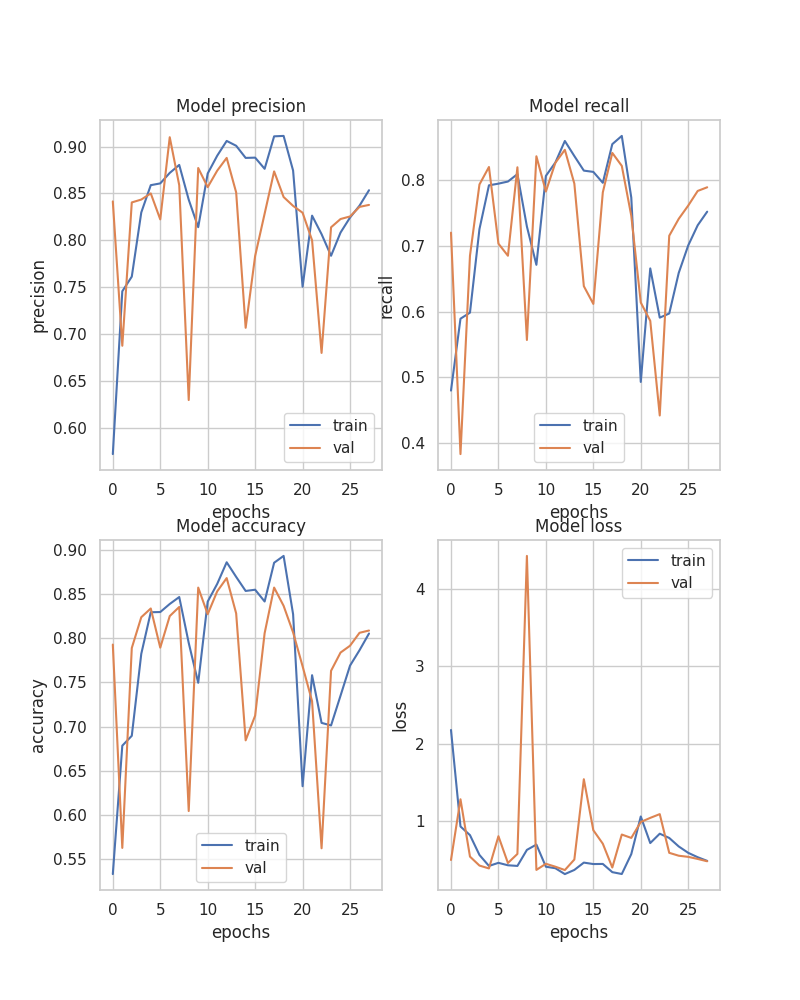 Model precision
precision
0.90
0.85
0.80
0.75
0.70
0.65
0.60
0 5 10 15 20 25
epochs
train
val
Model recall
recall
0.8
0.7
0.6
0.5
0.4
0 5 10 15 20 25
epochs
train
val
Model accuracy
accuracy
0.90
0.85
0.80
0.75
0.70
0.65
0.60
0.55
0 5 10 15 20 25
epochs
train
val
Model loss
loss
4
3
2
1
0 5 10 15 20 25
epochs
train
val